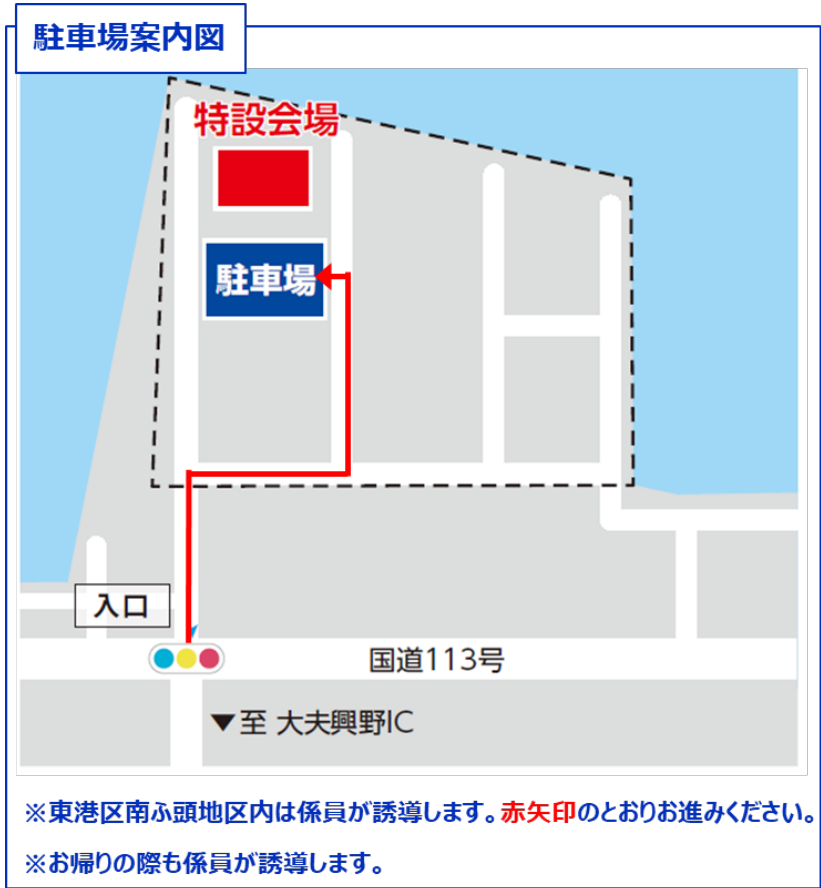 駐車場案内図
特設会場
駐車場
入口
国道113号
▼至 大夫興野IC
※東港区南ふ頭地区内は係員が誘導します。赤矢印のとおりお進みください。
※お帰りの際も係員が誘導します。